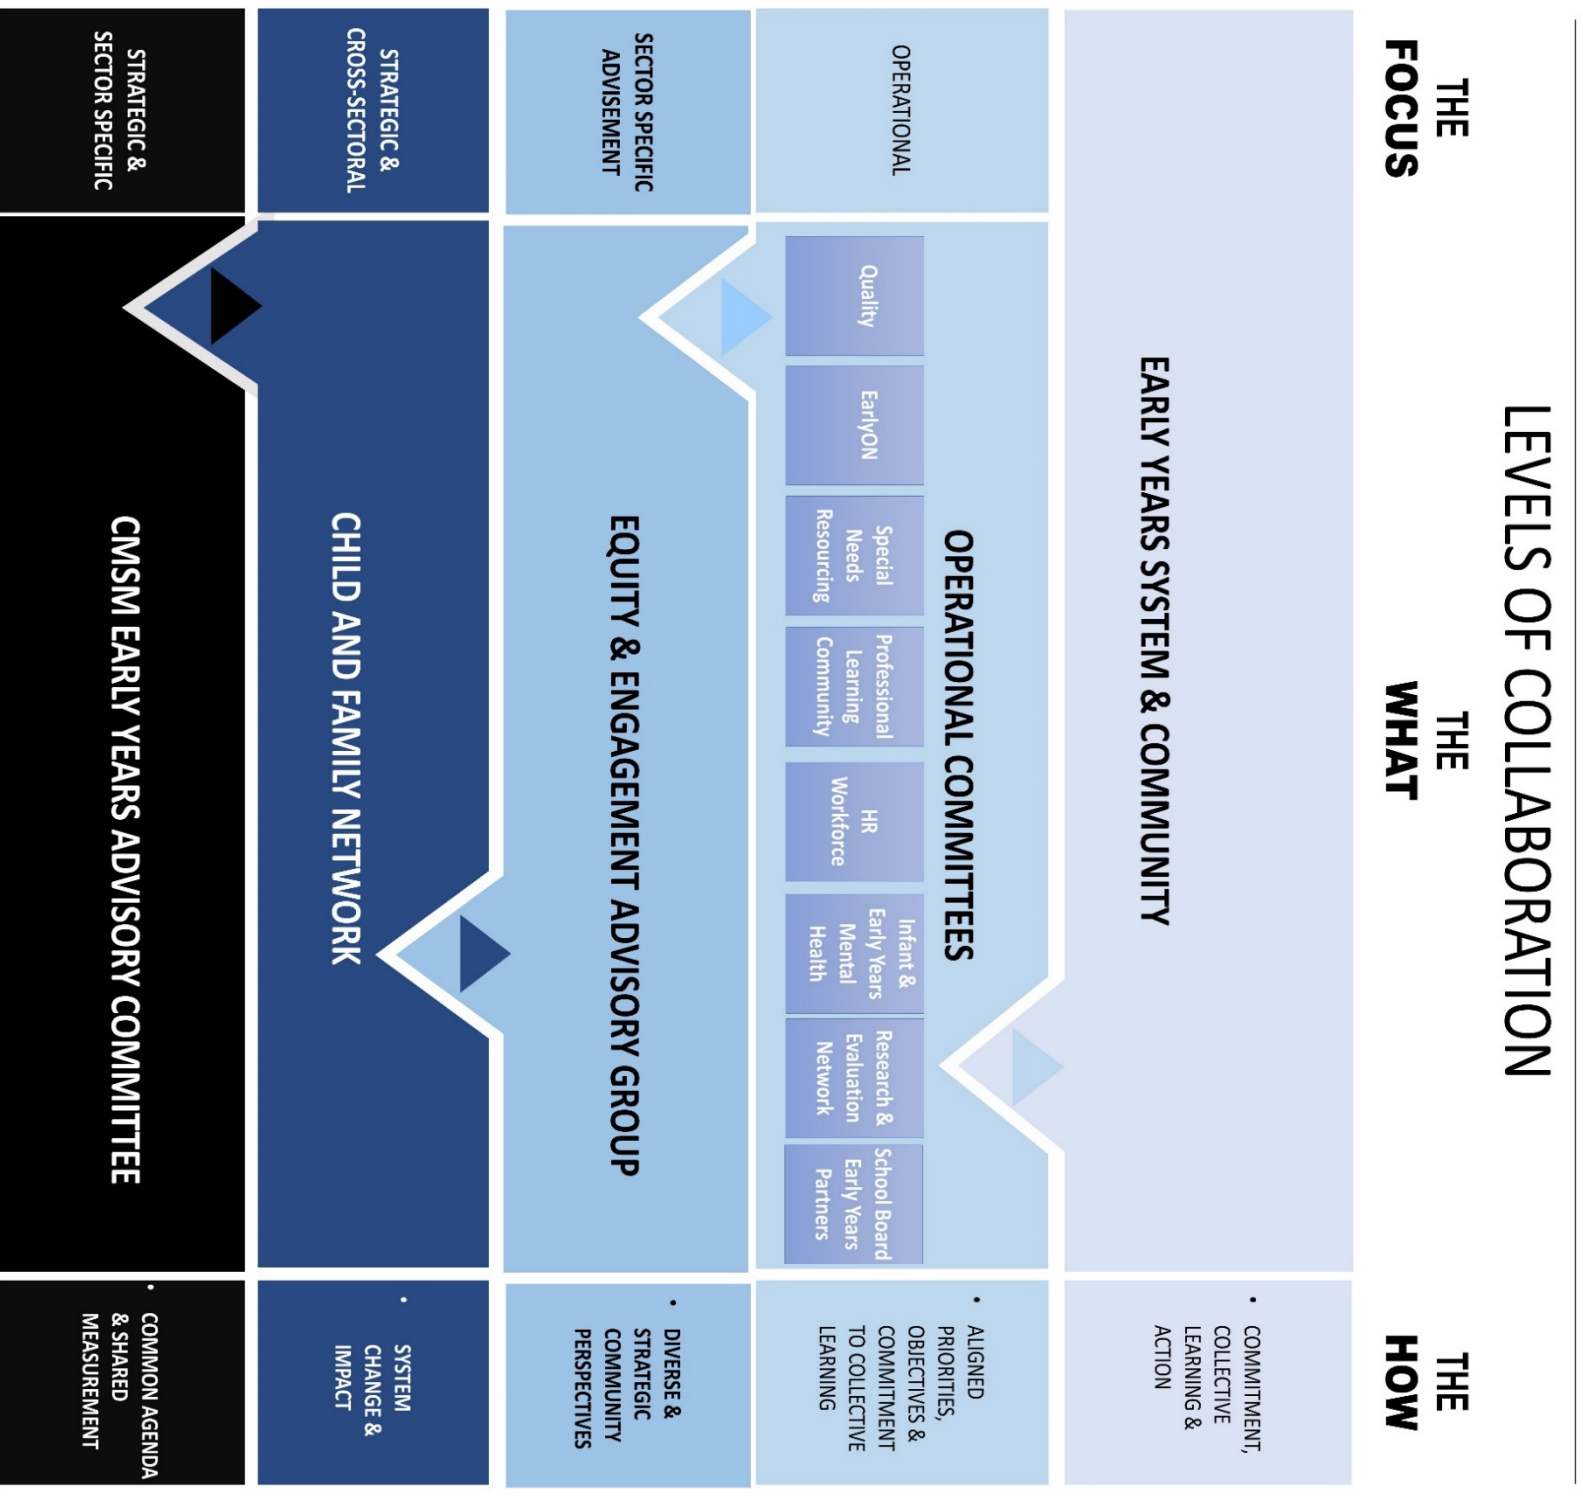 LEVELS OF COLLABORATION
THE
FOCUS
THE
WHAT
THE
HOW
EARLY YEARS SYSTEM & COMMUNITY
• COMMITMENT,
COLLECTIVE
LEARNING &
ACTION
OPERATIONAL
OPERATIONAL COMMITTEES
Quality
EarlyON
Special
Needs
Resourcing
Professional
Learning
Community
HR
Workforce
Infant &
Early Years
Mental
Health
Research &
Evaluation
Network
School Board
Early Years
Partners
• ALIGNED
PRIORITIES,
OBJECTIVES &
COMMITMENT
TO COLLECTIVE
LEARNING
SECTOR SPECIFIC
ADVISEMENT
EQUITY & ENGAGEMENT ADVISORY GROUP
• DIVERSE &
STRATEGIC
COMMUNITY
PERSPECTIVES
STRATEGIC &
CROSS-SECTORAL
CHILD AND FAMILY NETWORK
• SYSTEM
CHANGE &
IMPACT
STRATEGIC &
SECTOR SPECIFIC
CMSM EARLY YEARS ADVISORY COMMITTEE
• COMMON AGENDA
& SHARED
MEASUREMENT